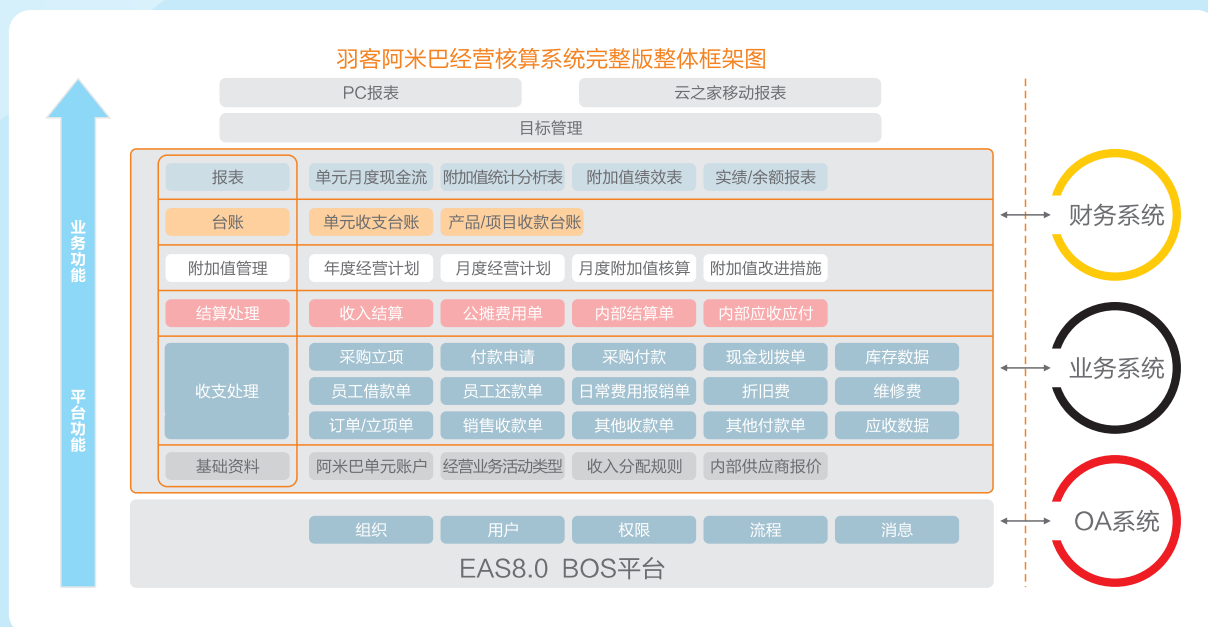 羽客阿米巴经营核算系统完整版整体框架图
PC报表 云之家移动报表
目标管理
报表 单元月度现金流 附加值统计分析表 附加值绩效表 实绩/余额报表
台账 单元收支台账 产品/项目收款台账
附加值管理 年度经营计划 月度经营计划 月度附加值核算 附加值改进措施
结算处理 收入结算 公摊费用单 内部结算单 内部应收应付
收支处理
采购立项 付款申请 采购付款 现金划拨单 库存数据
员工借款单 员工还款单 日常费用报销单 折旧费 维修费
订单/立项单 销售收款单 其他收款单 其他付款单 应收数据
基础资料 阿米巴单元账户 经营业务活动类型 收入分配规则 内部供应商报价
组织 用户 权限 流程 消息
EAS8.0 BOS平台
业务功能
平台功能
财务系统
业务系统
OA系统